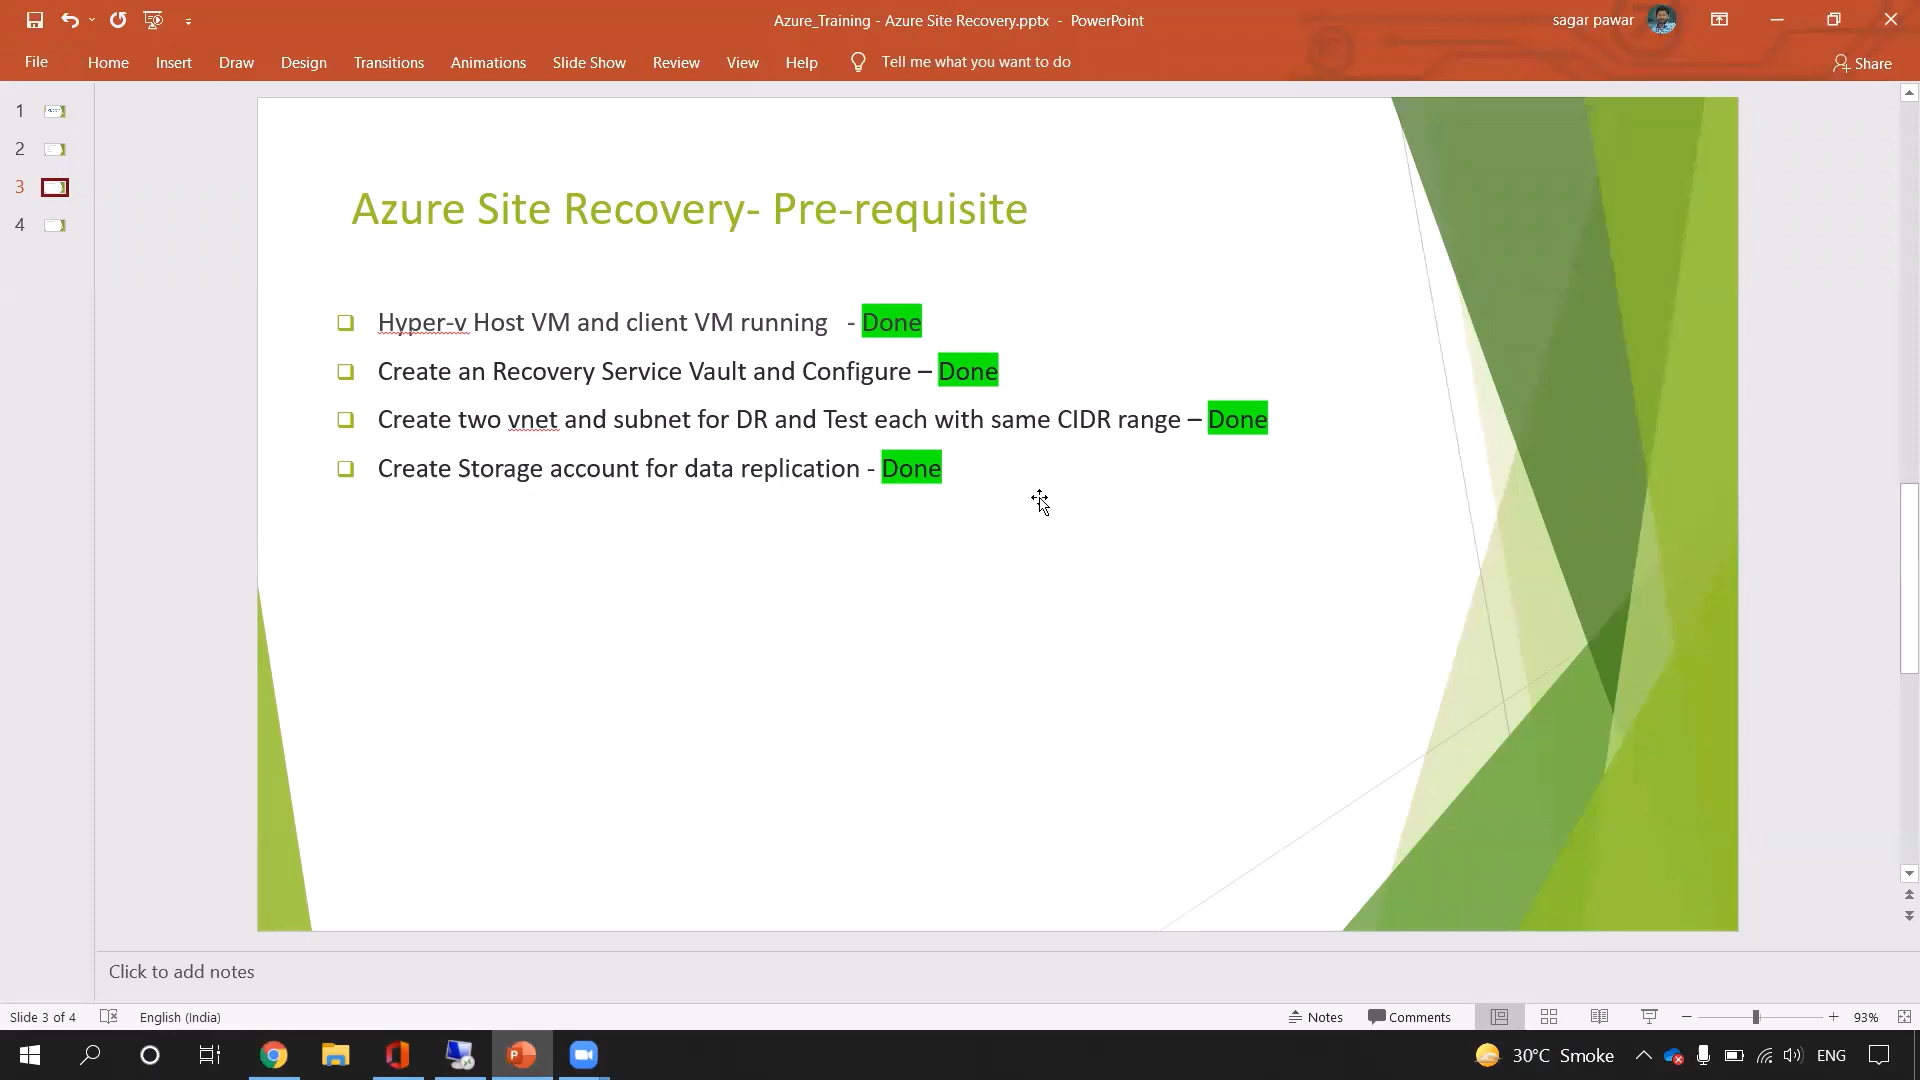 Azure_Training - Azure Site Recovery.pptx - PowerPoint
sagar pawar
File Home Insert Draw Design Transitions Animations Slide Show Review View Help Tell me what you want to do
Share
1
2
3
4
Azure Site Recovery- Pre-requisite
Hyper-v Host VM and client VM running - Done
Create an Recovery Service Vault and Configure – Done
Create two vnet and subnet for DR and Test each with same CIDR range – Done
Create Storage account for data replication - Done
Click to add notes
Slide 3 of 4 English (India) Notes Comments 93%
30°C Smoke ENG